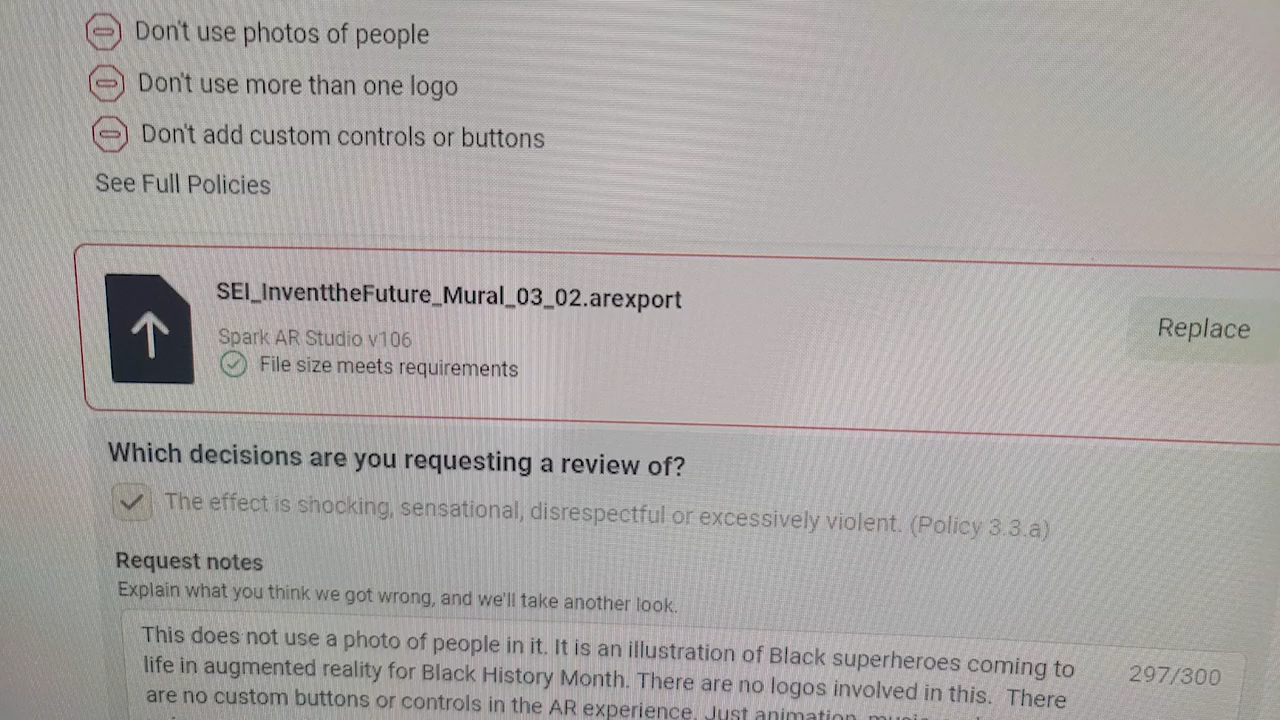 Don't use photos of people
Don't use more than one logo
Don't add custom controls or buttons
See Full Policies
SEI_InventtheFuture_Mural_03_02.arexport
Spark AR Studio v106
File size meets requirements
Replace
Which decisions are you requesting a review of?
The effect is shocking, sensational, disrespectful or excessively violent. (Policy 3.3.a)
Request notes
Explain what you think we got wrong, and we'll take another look.
This does not use a photo of people in it. It is an illustration of Black superheroes coming to
297/300
life in augmented reality for Black History Month. There are no logos involved in this.  There
are no custom buttons or controls in the AR experience. Just animation, music